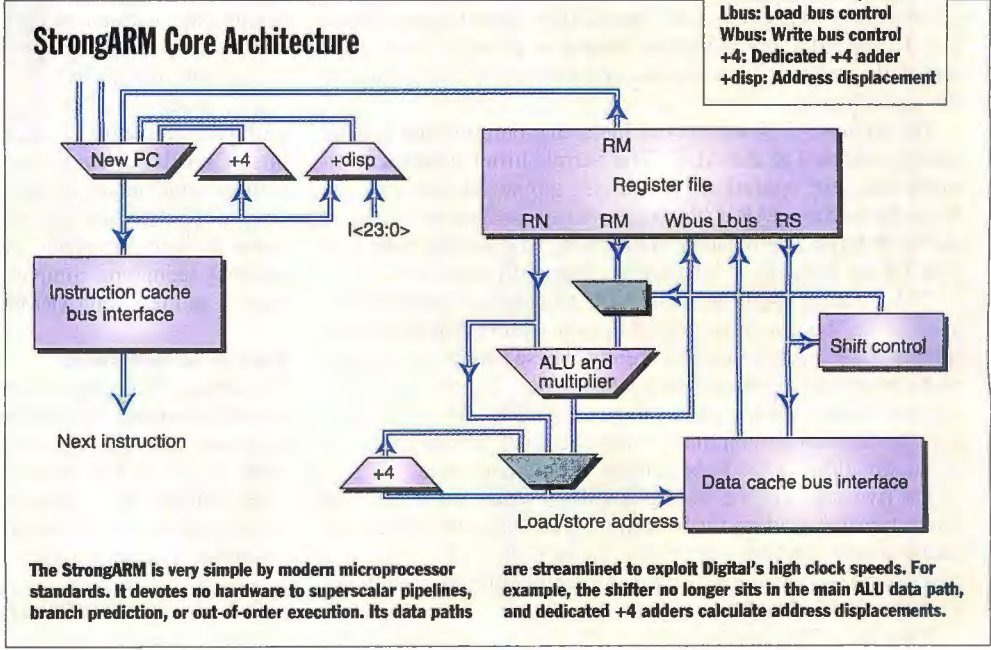 Lbus: Load bus control
Wbus: Write bus control
+4: Dedicated +4 adder
+disp: Address displacement
StrongARM Core Architecture
New PC
+4
+disp
I<23:0>
RM
Register file
RN RM Wbus Lbus RS
Instruction cache
bus interface
Shift control
ALU and
multiplier
Next instruction
+4
Data cache bus interface
Load/store address
The StrongARM is very simple by modern microprocessor
standards. It devotes no hardware to superscalar pipelines,
branch prediction, or out-of-order execution. Its data paths
are streamlined to exploit Digital's high clock speeds. For
example, the shifter no longer sits in the main ALU data path,
and dedicated +4 adders calculate address displacements.